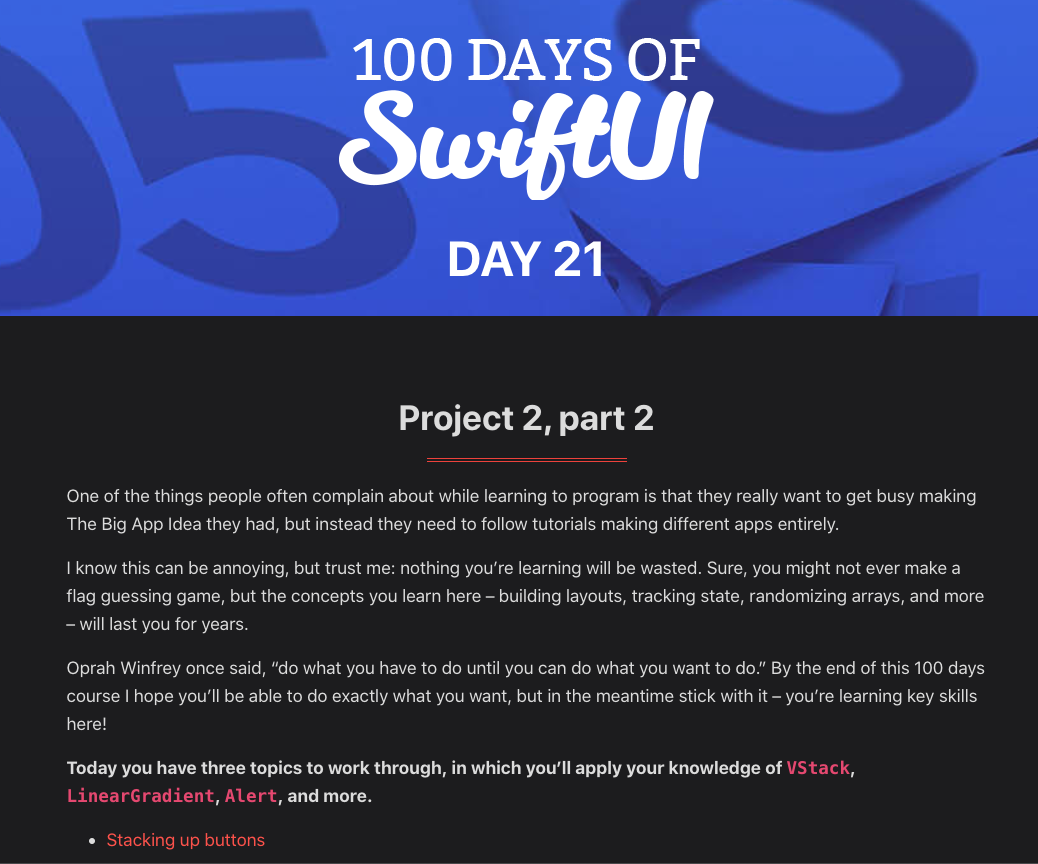 100 DAYS OF
SwiftUI
DAY 21
Project 2, part 2
One of the things people often complain about while learning to program is that they really want to get busy making
The Big App Idea they had, but instead they need to follow tutorials making different apps entirely.
I know this can be annoying, but trust me: nothing you’re learning will be wasted. Sure, you might not ever make a
flag guessing game, but the concepts you learn here – building layouts, tracking state, randomizing arrays, and more
– will last you for years.
Oprah Winfrey once said, “do what you have to do until you can do what you want to do.” By the end of this 100 days
course I hope you’ll be able to do exactly what you want, but in the meantime stick with it – you’re learning key skills
here!
Today you have three topics to work through, in which you’ll apply your knowledge of VStack,
LinearGradient, Alert, and more.
• Stacking up buttons